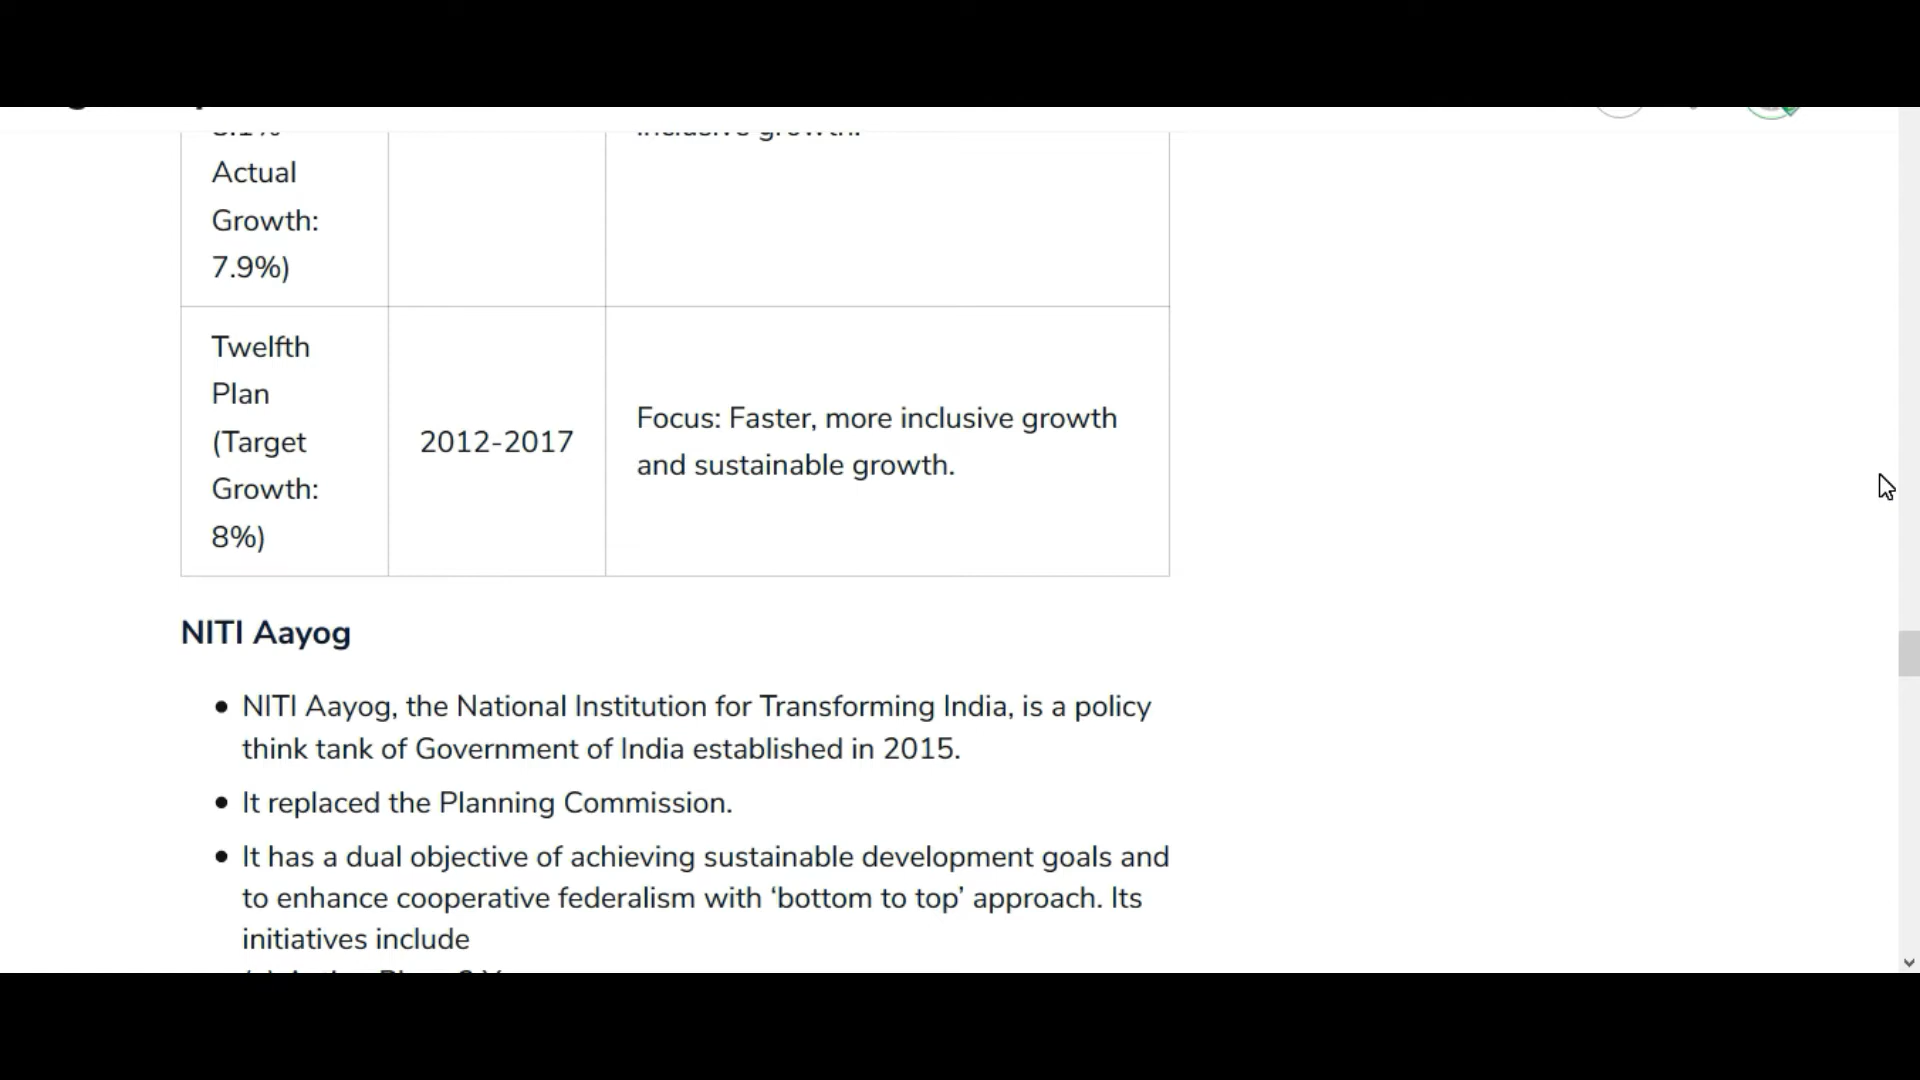 Actual
Growth:
7.9%)
inclusive growth.
Twelfth
Plan
(Target
Growth:
8%)
2012-2017
Focus: Faster, more inclusive growth
and sustainable growth.
NITI Aayog
• NITI Aayog, the National Institution for Transforming India, is a policy
think tank of Government of India established in 2015.
• It replaced the Planning Commission.
• It has a dual objective of achieving sustainable development goals and
to enhance cooperative federalism with ‘bottom to top’ approach. Its
initiatives include